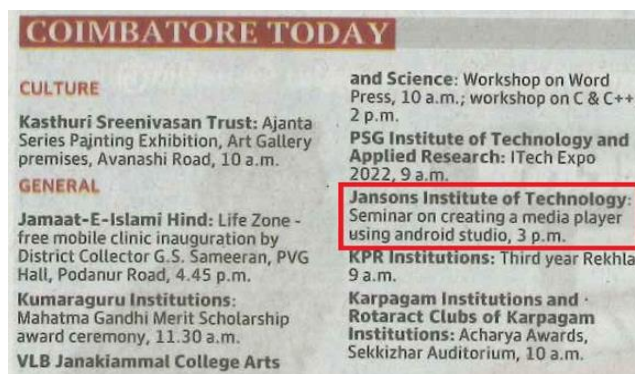 COIMBATORE TODAY
CULTURE
Kasthuri Sreenivasan Trust: Ajanta
Series Painting Exhibition, Art Gallery
premises, Avanashi Road, 10 a.m.
GENERAL
Jamaat-E-Islami Hind: Life Zone -
free mobile clinic inauguration by
District Collector G.S. Sameeran, PVG
Hall, Podanur Road, 4.45 p.m.
Kumaraguru Institutions:
Mahatma Gandhi Merit Scholarship
award ceremony, 11.30 a.m.
VLB Janakiammal College Arts
and Science: Workshop on Word
Press, 10 a.m.; workshop on C & C++
2 p.m.
PSG Institute of Technology and
Applied Research: ITech Expo
2022, 9 a.m.
Jansons Institute of Technology:
Seminar on creating a media player
using android studio, 3 p.m.
KPR Institutions: Third year Rekhla
9 a.m.
Karpagam Institutions and
Rotaract Clubs of Karpagam
Institutions: Acharya Awards,
Sekkizhar Auditorium, 10 a.m.